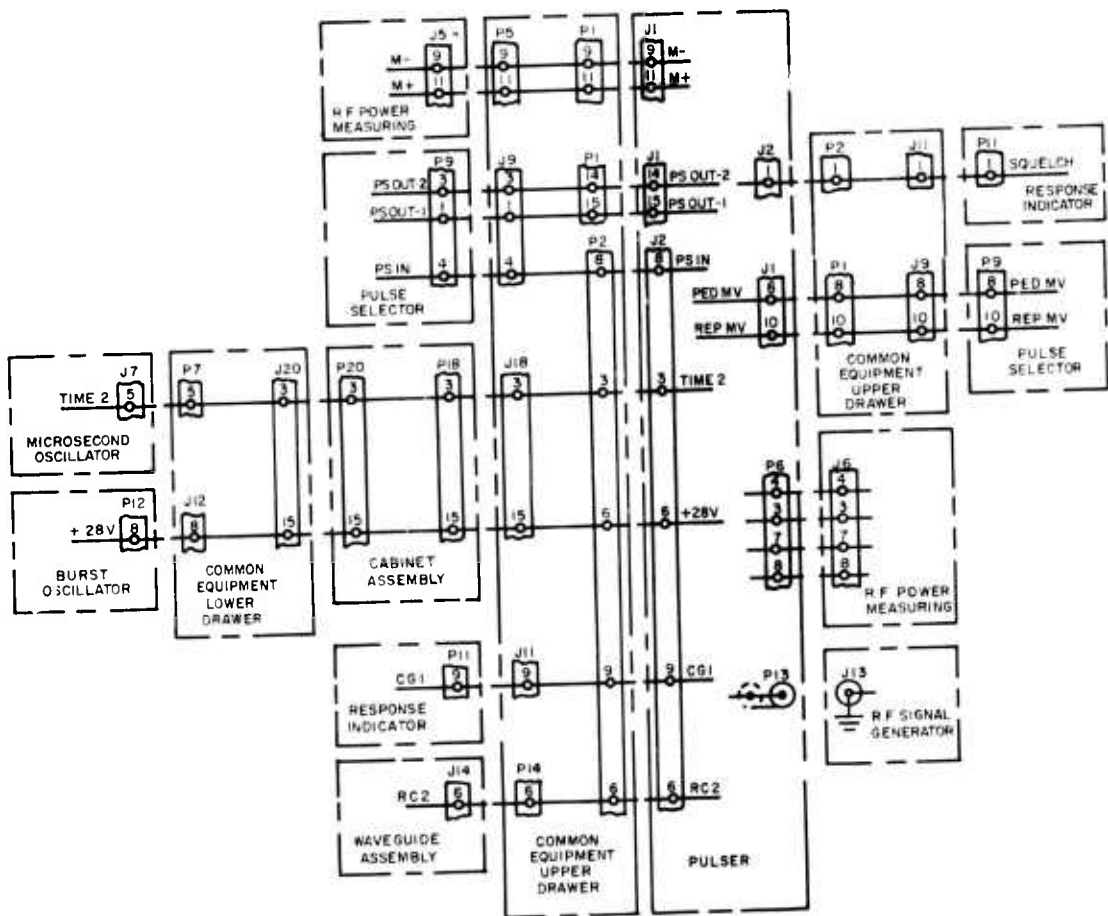 J5 - P5 P1 J1
M- 9 9 9 9 M-
M+ 11 11 11 11 M+
R F POWER
MEASURING
P9 J9 P1 J1
PS OUT-2 3 3 14 14 PS OUT-2
PS OUT-1 1 1 15 15 PS OUT-1
P2 J2
PS IN 4 4 8 8 PS IN
PULSE
SELECTOR
J2 P2 J11 P11
1 1 1 1 SQUELCH
RESPONSE
INDICATOR
J1 P1 J9 P9
PED MV 6 8 8 8 PED MV
REP MV 10 10 10 10 REP MV
COMMON
EQUIPMENT
UPPER
DRAWER
PULSE
SELECTOR
J7 P7 J20 P20 P18 J18
TIME 2 5 5 3 3 3 3 3 3 TIME 2
MICROSECOND
OSCILLATOR
P12 J12
+ 28V 8 8 15 15 15 15 6 6 +28V
BURST
OSCILLATOR
COMMON
EQUIPMENT
LOWER
DRAWER
CABINET
ASSEMBLY
P6 J6
4 4
3 3
7 7
8 8
R.F. POWER
MEASURING
P11 J11
CG1 9 9 9 9 CG1
RESPONSE
INDICATOR
P13 J13
R.F SIGNAL
GENERATOR
J14 P14
RC2 6 6 6 6 RC2
WAVEGUIDE
ASSEMBLY
COMMON
EQUIPMENT
UPPER
DRAWER
PULSER